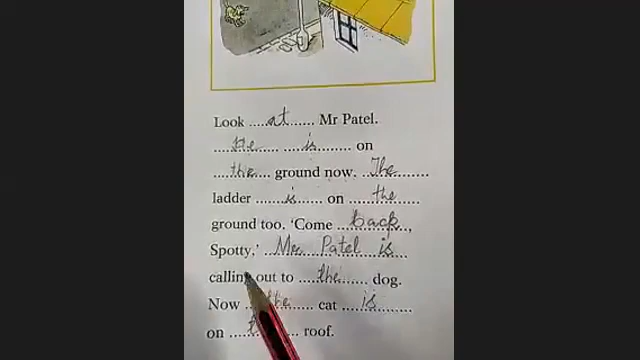 Look ....at...... Mr Patel.
....He...... ....is........ on
....the.... ground now. ..The........
ladder ......is..... on ....the......
ground too. 'Come ....back....,
Spotty,' ..Mr. Patel is....
calling out to ....the...... dog.
Now ....the...... cat ..is........
on ............ roof.